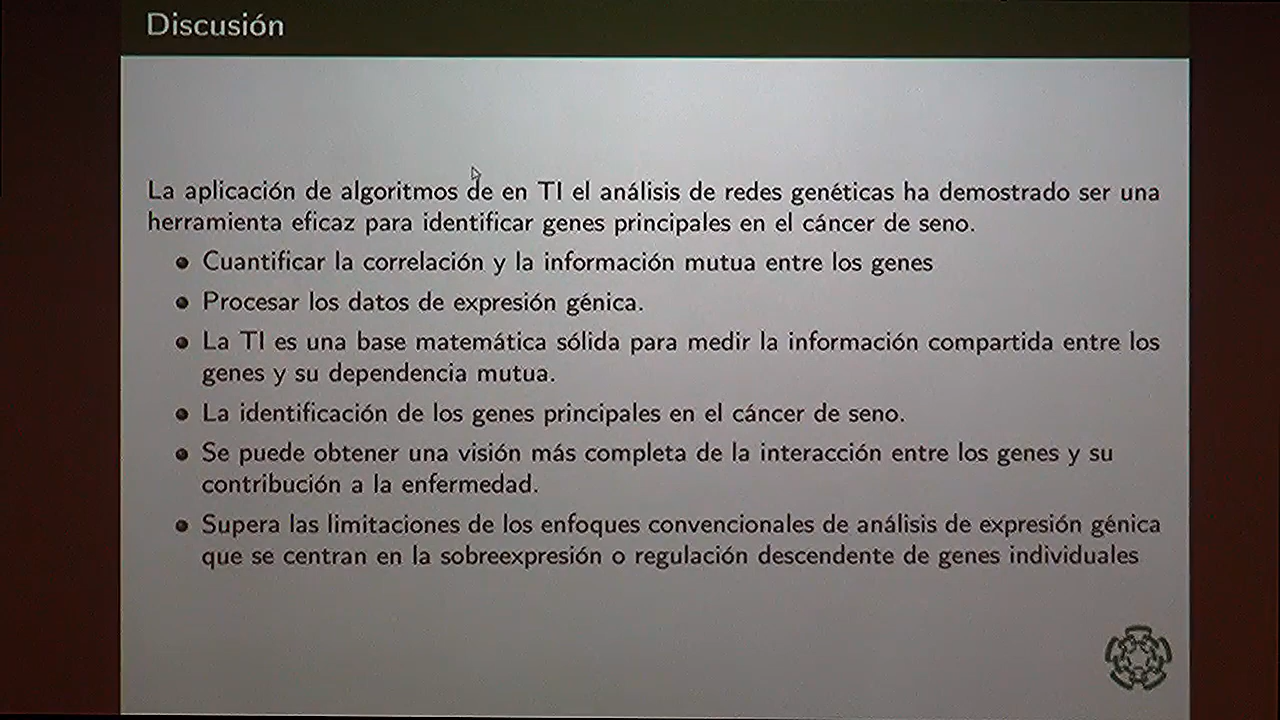 Discusión
La aplicación de algoritmos de en TI el análisis de redes genéticas ha demostrado ser una
herramienta eficaz para identificar genes principales en el cáncer de seno.
Cuantificar la correlación y la información mutua entre los genes
Procesar los datos de expresión génica.
La TI es una base matemática sólida para medir la información compartida entre los
genes y su dependencia mutua.
La identificación de los genes principales en el cáncer de seno.
Se puede obtener una visión más completa de la interacción entre los genes y su
contribución a la enfermedad.
Supera las limitaciones de los enfoques convencionales de análisis de expresión génica
que se centran en la sobreexpresión o regulación descendente de genes individuales